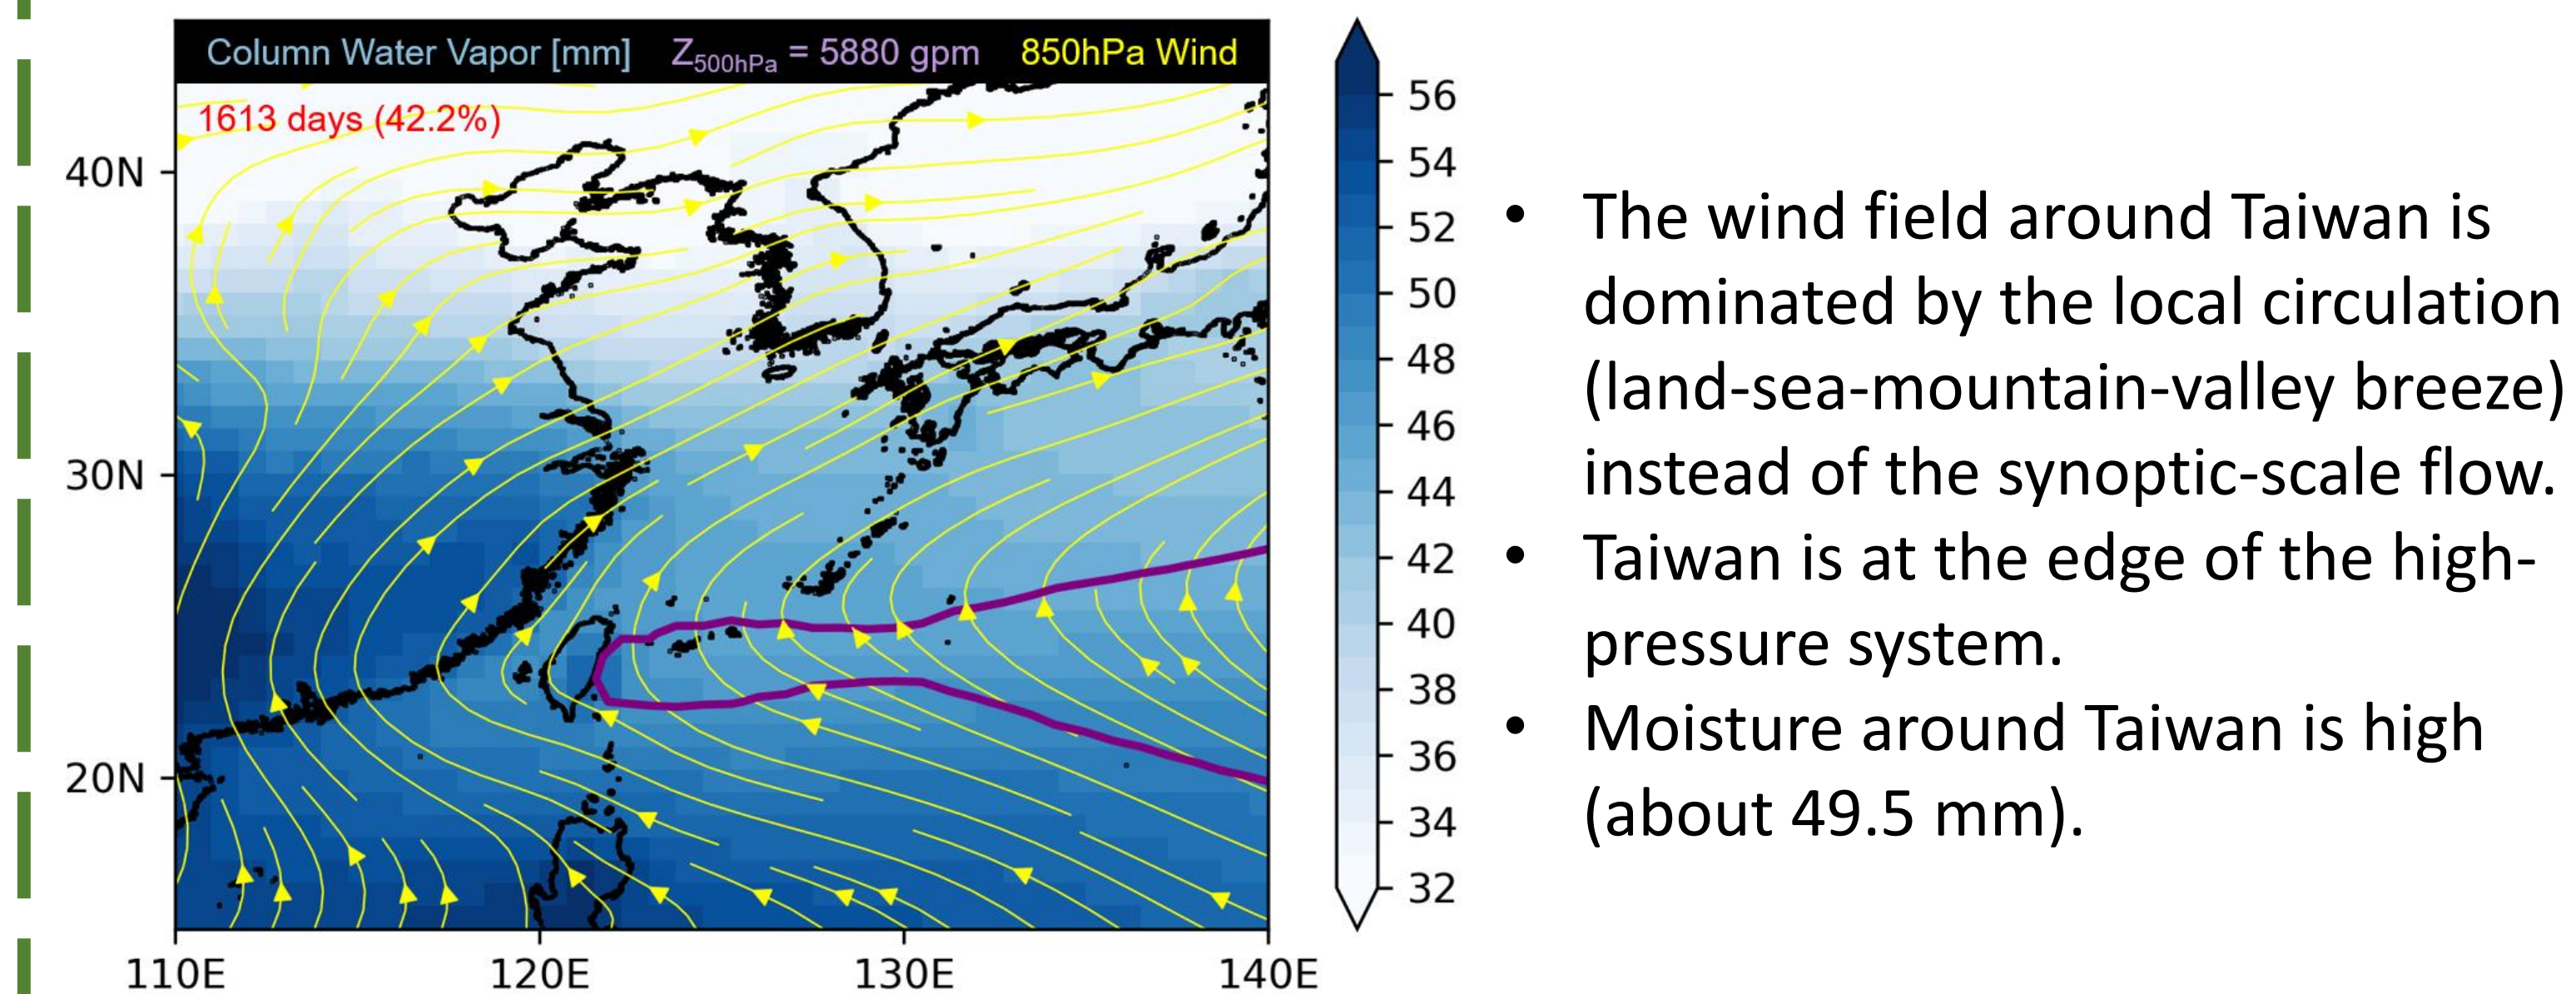 Column Water Vapor [mm] Z500hPa = 5880 gpm 850hPa Wind
1613 days (42.2%)
40N
30N
20N
110E 120E 130E 140E
56
54
52
50
48
46
44
42
40
38
36
34
32
• The wind field around Taiwan is
dominated by the local circulation
(land-sea-mountain-valley breeze)
instead of the synoptic-scale flow.
• Taiwan is at the edge of the high-
pressure system.
• Moisture around Taiwan is high
(about 49.5 mm).